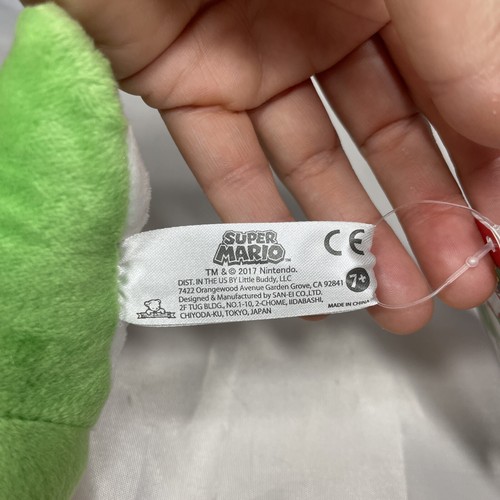 SUPER
MARIO™
CE
TM & © 2017 Nintendo.
DIST. IN THE US BY Little Buddy, LLC
7422 Orangewood Avenue Garden Grove, CA 92841
7+
Designed & Manufactured by SAN-EI CO.,LTD.
2F TUG BLDG., NO.1-10, 2-CHOME, IIDABASHI,
CHIYODA-KU, TOKYO, JAPAN
MADE IN CHINA